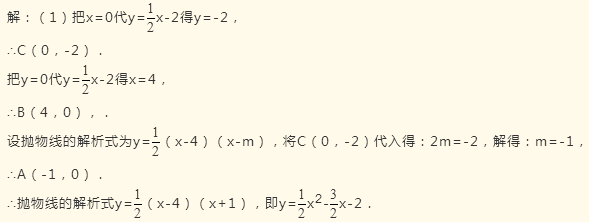 解：（1）把x=0代y=1/2x-2得y=-2，
∴C（0，-2）．
把y=0代y=1/2x-2得x=4，
∴B（4，0），．
设抛物线的解析式为y=1/2（x-4）（x-m），将C（0，-2）代入得：2m=-2，解得：m=-1，
∴A（-1，0）．
∴抛物线的解析式y=1/2（x-4）（x+1），即y=1/2x²-3/2x-2．